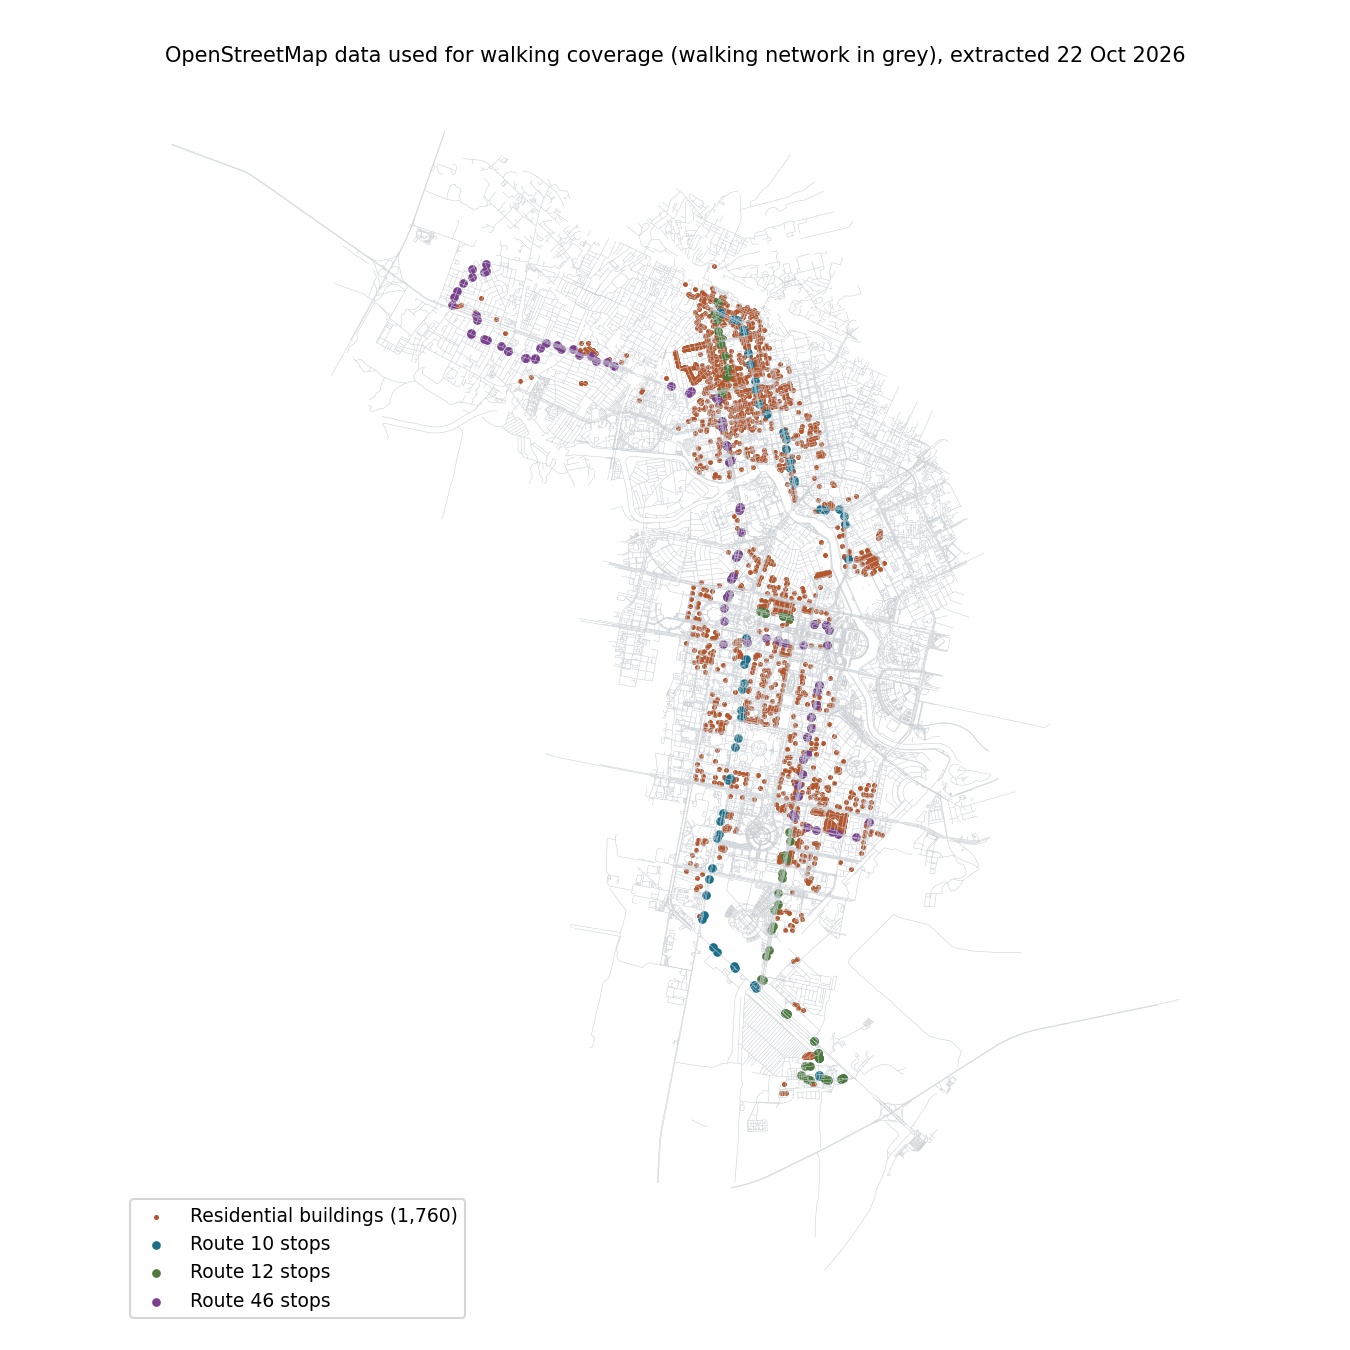 OpenStreetMap data used for walking coverage (walking network in grey), extracted 22 Oct 2026
Residential buildings (1,760)
Route 10 stops
Route 12 stops
Route 46 stops